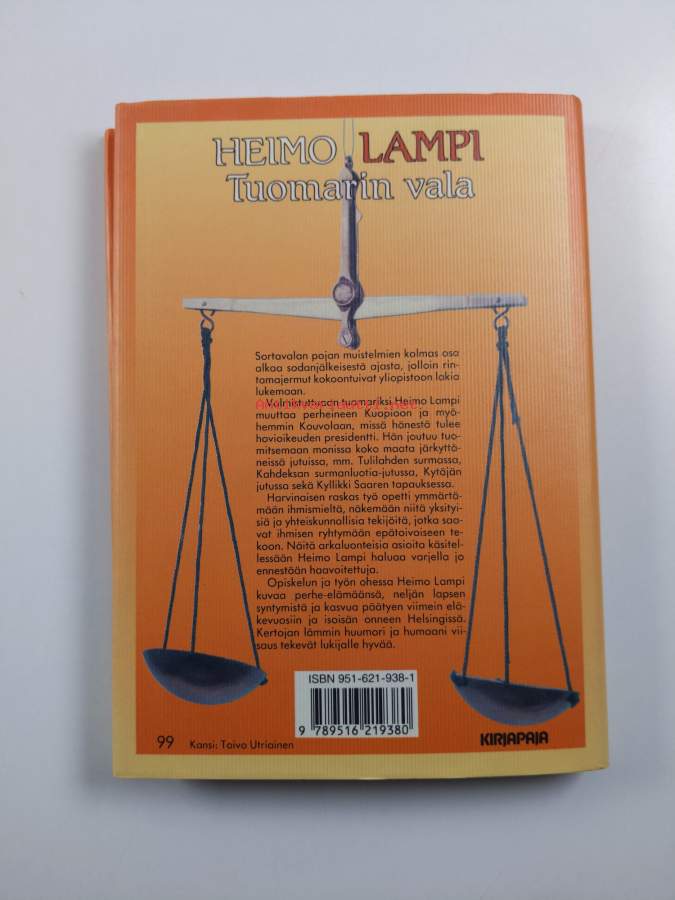 HEIMO LAMPI
Tuomarin vala
Sortavalan pojan muistelmien kolmas osa
alkaa sodanjälkeisestä ajasta, jolloin rin-
tamajermut kokoontuivat yliopistoon lakia
lukemaan.
Valmistuttuaan tuomariksi Heimo Lampi
muuttaa perheineen Kuopioon ja myö-
hemmin Kouvolaan, missä hänestä tulee
hovioikeuden presidentti. Hän joutuu tuo-
mitsemaan monissa koko maata järkyttä-
neissä jutuissa, mm. Tulilahden surmassa,
Kahdeksan surmanluotia-jutussa, Kytäjän
jutussa sekä Kyllikki Saaren tapauksessa.
Harvinaisen raskas työ opetti ymmärtä-
mään ihmismieltä, näkemään niitä yksityi-
siä ja yhteiskunnallisia tekijöitä, jotka saa-
vat ihmisen ryhtymään epätoivoiseen te-
koon. Näitä arkaluonteisia asioita käsitel-
lessään Heimo Lampi haluaa varjella jo
ennestään haavoitettuja.
Opiskelun ja työn ohessa Heimo Lampi
kuvaa perhe-elämäänsä, neljän lapsen
syntymistä ja kasvua päätyen viimein elä-
kevuosiin ja isoisän onneen Helsingissä.
Kertojan lämmin huumori ja humaani vii-
saus tekevät lukijalle hyvää.
ISBN 951-621-938-1
9 789516 219380
99 Kansi: Taivo Utriainen
KIRJAPAJA